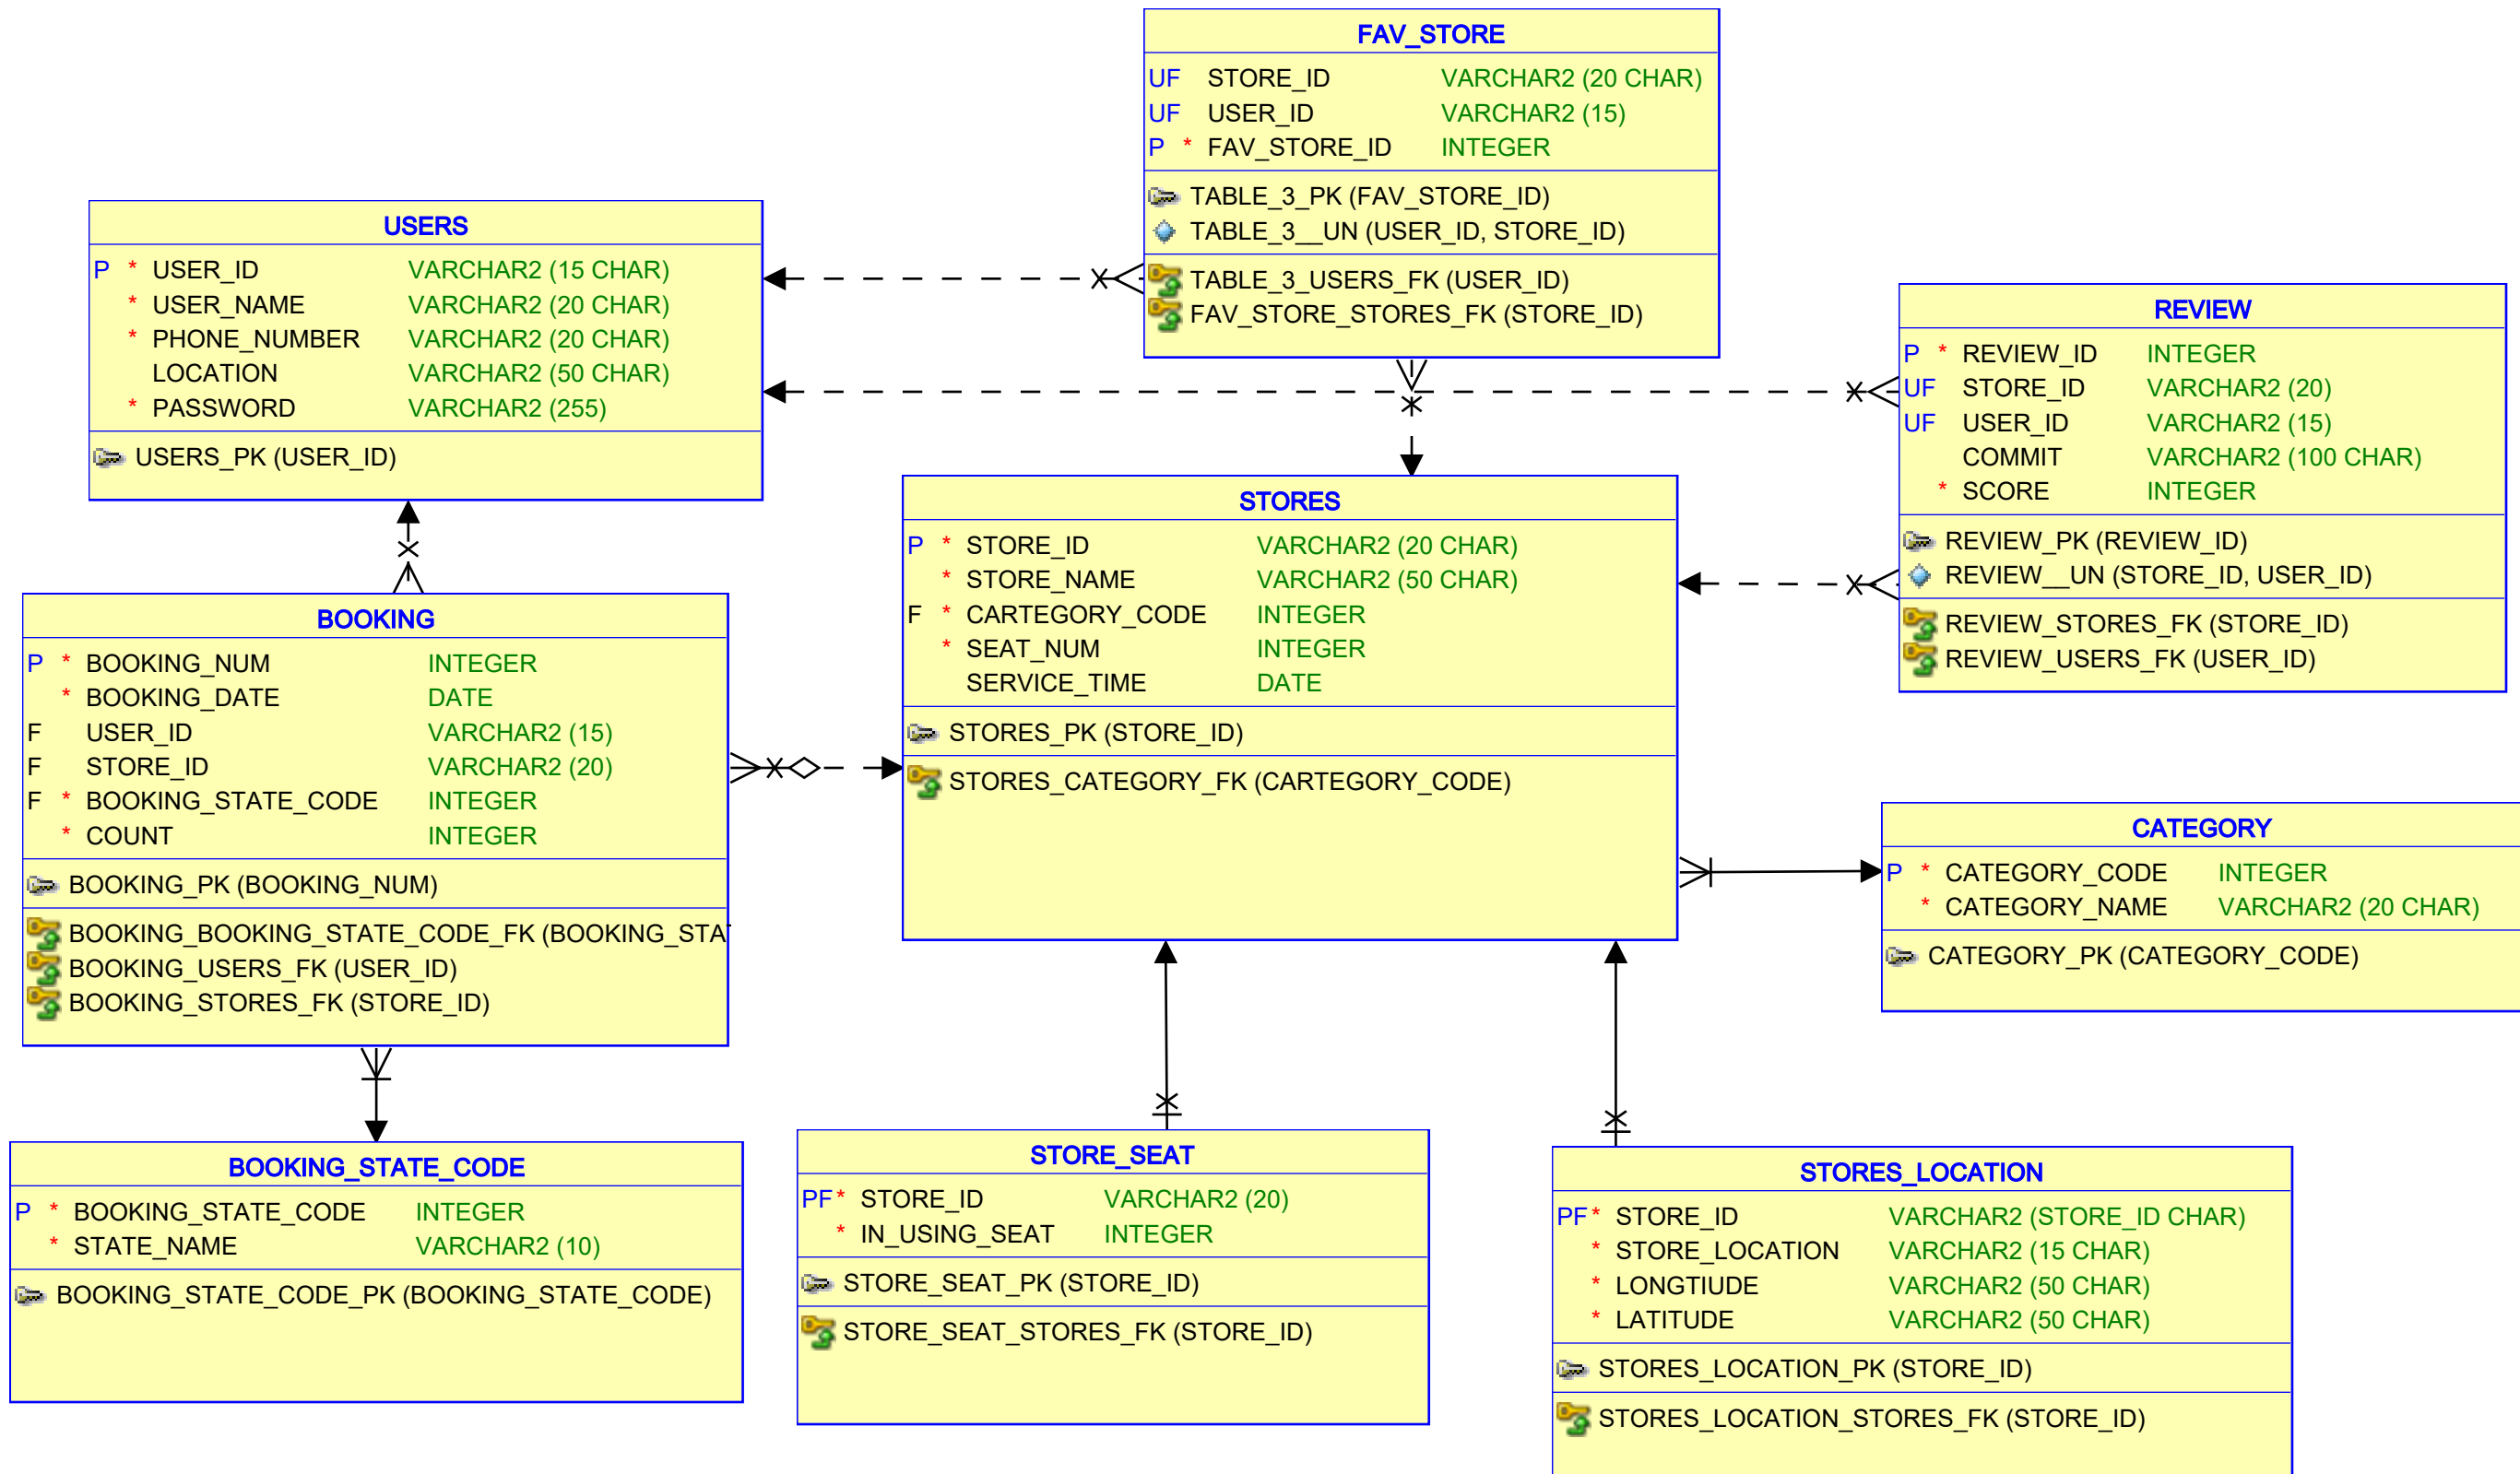 FAV_STORE
UF STORE_ID VARCHAR2 (20 CHAR)
UF USER_ID VARCHAR2 (15)
P * FAV_STORE_ID INTEGER
TABLE_3_PK (FAV_STORE_ID)
TABLE_3__UN (USER_ID, STORE_ID)
TABLE_3_USERS_FK (USER_ID)
FAV_STORE_STORES_FK (STORE_ID)
USERS
P * USER_ID VARCHAR2 (15 CHAR)
* USER_NAME VARCHAR2 (20 CHAR)
* PHONE_NUMBER VARCHAR2 (20 CHAR)
LOCATION VARCHAR2 (50 CHAR)
* PASSWORD VARCHAR2 (255)
USERS_PK (USER_ID)
REVIEW
P * REVIEW_ID INTEGER
UF STORE_ID VARCHAR2 (20)
UF USER_ID VARCHAR2 (15)
COMMIT VARCHAR2 (100 CHAR)
* SCORE INTEGER
REVIEW_PK (REVIEW_ID)
REVIEW__UN (STORE_ID, USER_ID)
REVIEW_STORES_FK (STORE_ID)
REVIEW_USERS_FK (USER_ID)
STORES
P * STORE_ID VARCHAR2 (20 CHAR)
* STORE_NAME VARCHAR2 (50 CHAR)
F * CARTEGORY_CODE INTEGER
* SEAT_NUM INTEGER
SERVICE_TIME DATE
STORES_PK (STORE_ID)
STORES_CATEGORY_FK (CARTEGORY_CODE)
BOOKING
P * BOOKING_NUM INTEGER
* BOOKING_DATE DATE
F USER_ID VARCHAR2 (15)
F STORE_ID VARCHAR2 (20)
F * BOOKING_STATE_CODE INTEGER
* COUNT INTEGER
BOOKING_PK (BOOKING_NUM)
BOOKING_BOOKING_STATE_CODE_FK (BOOKING_STA
BOOKING_USERS_FK (USER_ID)
BOOKING_STORES_FK (STORE_ID)
CATEGORY
P * CATEGORY_CODE INTEGER
* CATEGORY_NAME VARCHAR2 (20 CHAR)
CATEGORY_PK (CATEGORY_CODE)
BOOKING_STATE_CODE
P * BOOKING_STATE_CODE INTEGER
* STATE_NAME VARCHAR2 (10)
BOOKING_STATE_CODE_PK (BOOKING_STATE_CODE)
STORE_SEAT
PF * STORE_ID VARCHAR2 (20)
* IN_USING_SEAT INTEGER
STORE_SEAT_PK (STORE_ID)
STORE_SEAT_STORES_FK (STORE_ID)
STORES_LOCATION
PF * STORE_ID VARCHAR2 (STORE_ID CHAR)
* STORE_LOCATION VARCHAR2 (15 CHAR)
* LONGTIUDE VARCHAR2 (50 CHAR)
* LATITUDE VARCHAR2 (50 CHAR)
STORES_LOCATION_PK (STORE_ID)
STORES_LOCATION_STORES_FK (STORE_ID)